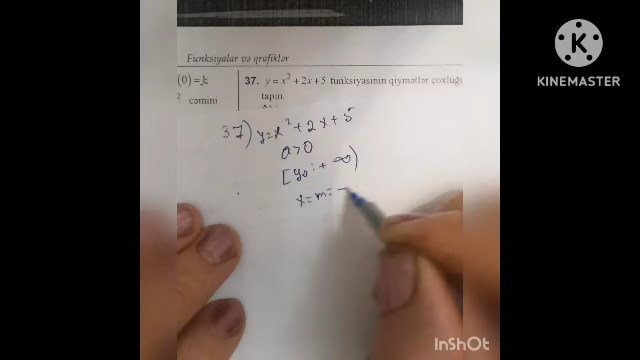 Funksiyalar və qrafiklər
(0) =
37. y = x² + 2x + 5 funksiyasının qiymətlər çoxluğu
cəmini
tapın.
37) y = x² + 2x + 5
a > 0
[y₀ ; + ∞)
x = m = -
KINEMASTER
InShOt